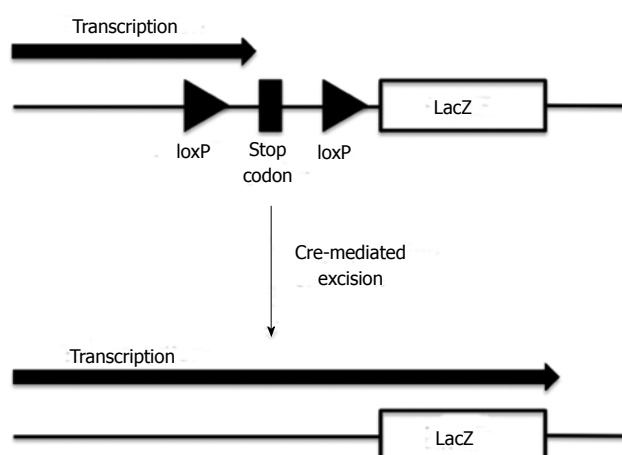 Transcription
LacZ
loxP
Stop
codon
loxP
Cre-mediated
excision
Transcription
LacZ